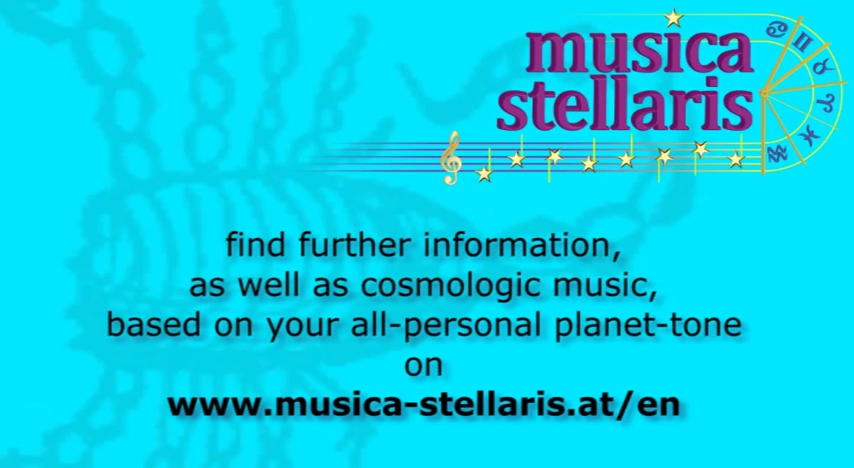 musica
stellaris
find further information,
as well as cosmologic music,
based on your all-personal planet-tone
on
www.musica-stellaris.at/en